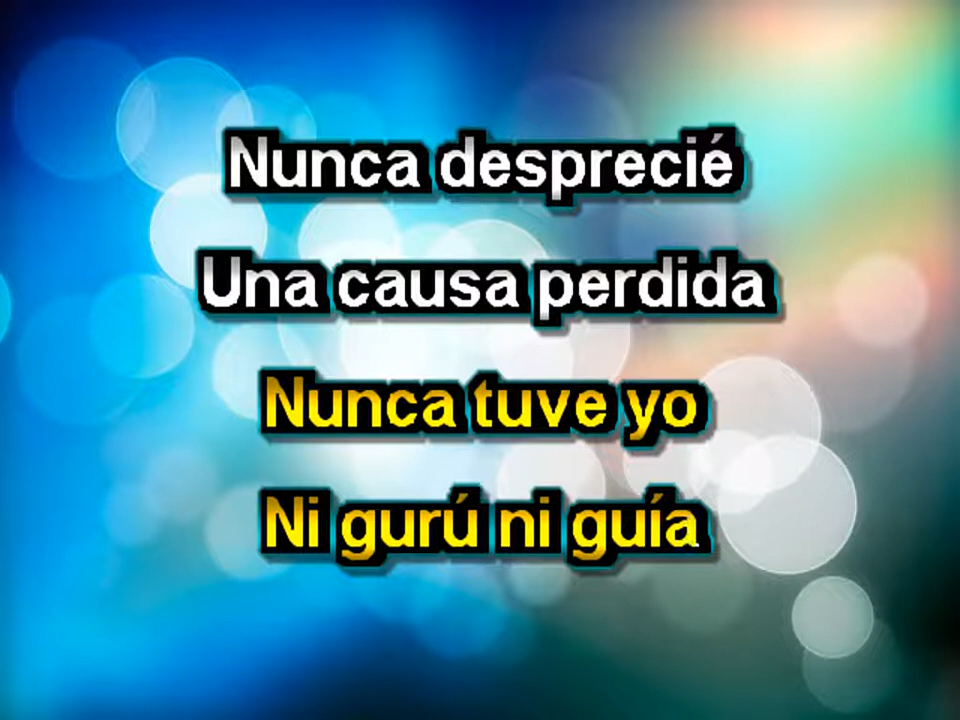 Nunca desprecié
Una causa perdida
Nunca tuve yo
Ni gurú ni guía